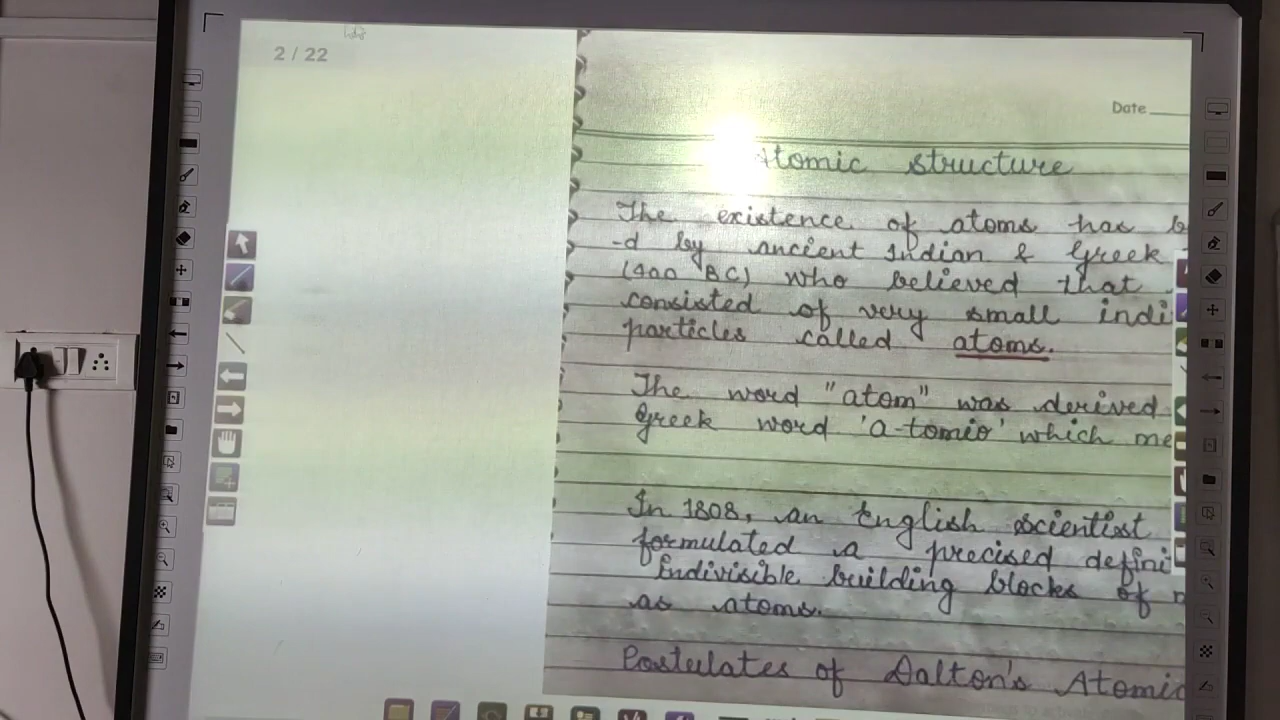 2 / 22
Date
Atomic structure
The existence of atoms has b
-d by ancient Indian & Greek
(400 BC) who believed that
consisted of very small indi
particles called atoms.
The word "atom" was derived
Greek word 'a-tomio' which me
In 1808, an English scientist
formulated a precised defini
indivisible building blocks of
as atoms.
Postulates of Dalton's Atomic